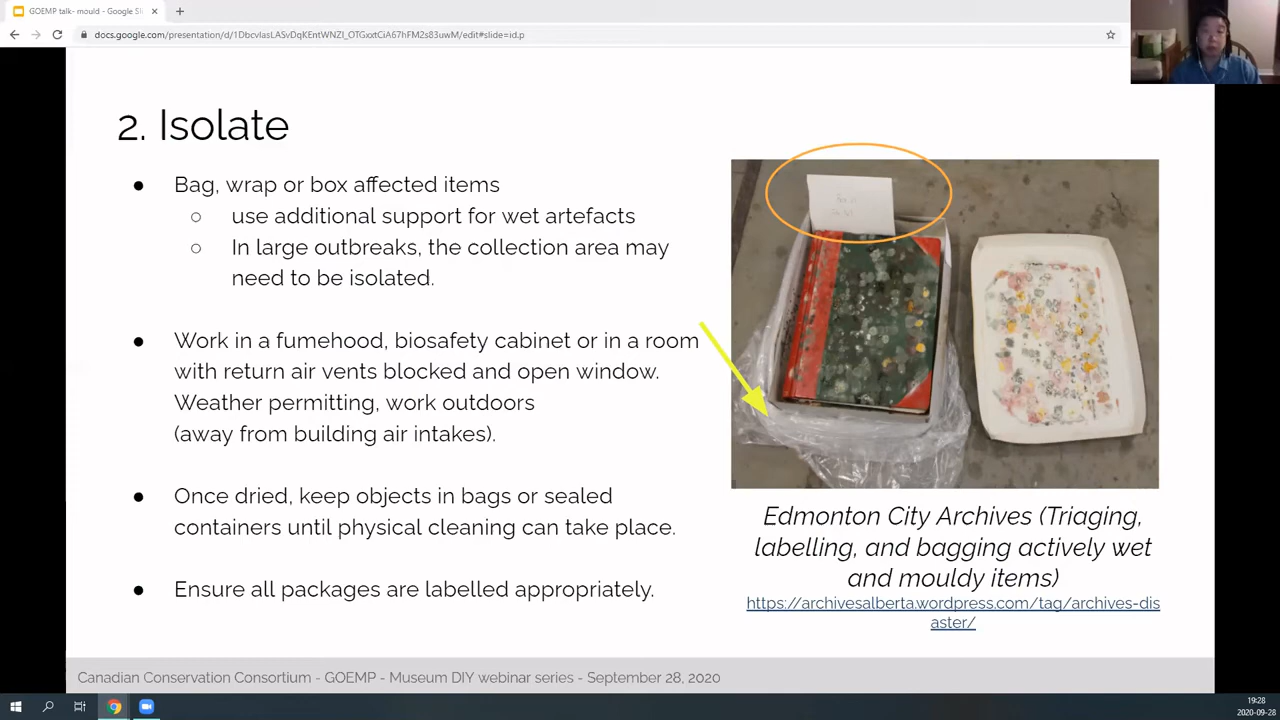 GOEMP talk- mould - Google Sli
docs.google.com/presentation/d/1DbcvIasLASvDqKEntWNZI_OTGxxtCiA67hFM2s83uwM/edit#slide=id.p
2. Isolate
● Bag, wrap or box affected items
○ use additional support for wet artefacts
○ In large outbreaks, the collection area may
need to be isolated.
● Work in a fumehood, biosafety cabinet or in a room
with return air vents blocked and open window.
Weather permitting, work outdoors
(away from building air intakes).
● Once dried, keep objects in bags or sealed
containers until physical cleaning can take place.
● Ensure all packages are labelled appropriately.
Edmonton City Archives (Triaging,
labelling, and bagging actively wet
and mouldy items)
https://archivesalberta.wordpress.com/tag/archives-dis
aster/
Canadian Conservation Consortium - GOEMP - Museum DIY webinar series - September 28, 2020
19:28
2020-09-28